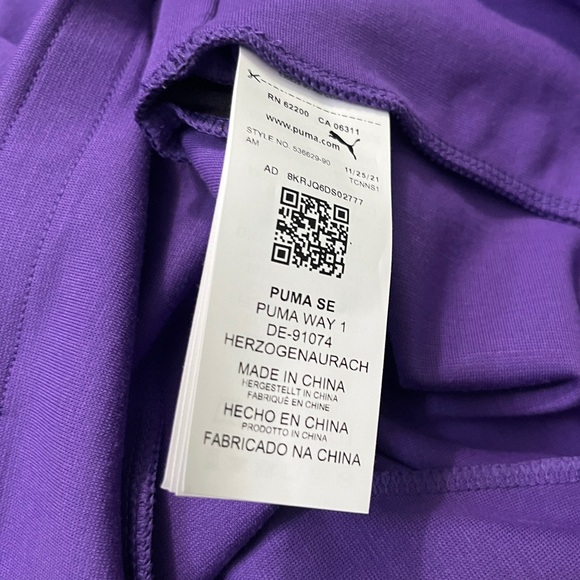 RN 62200 CA 06311
www.puma.com
STYLE NO. 536629-90 11/25/21
AM TCNNS1
AD 8KRJQ6DS02777
PUMA SE
PUMA WAY 1
DE-91074
HERZOGENAURACH
MADE IN CHINA
HERGESTELLT IN CHINA
FABRIQUÉ EN CHINE
HECHO EN CHINA
PRODOTTO IN CHINA
FABRICADO NA CHINA